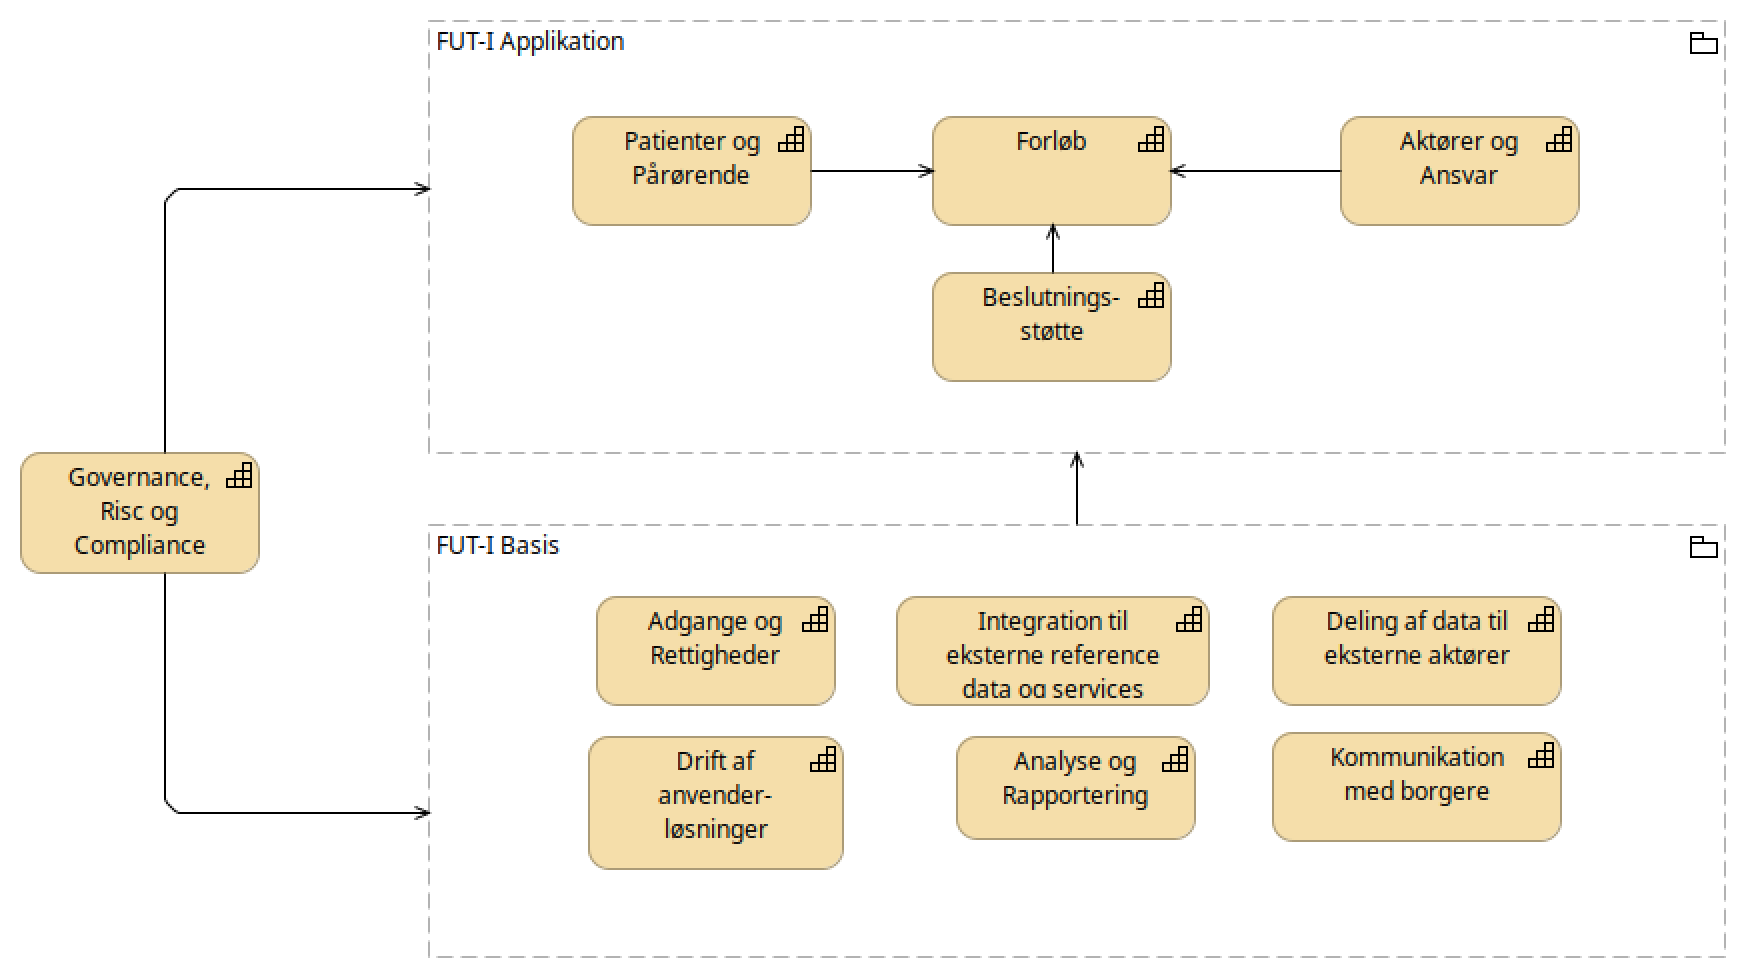 FUT-I Applikation
Patienter og
Pårørende
Forløb
Aktører og
Ansvar
Beslutnings-
støtte
Governance,
Risc og
Compliance
FUT-I Basis
Adgange og
Rettigheder
Integration til
eksterne reference
data og services
Deling af data til
eksterne aktører
Drift af
anvender-
løsninger
Analyse og
Rapportering
Kommunikation
med borgere